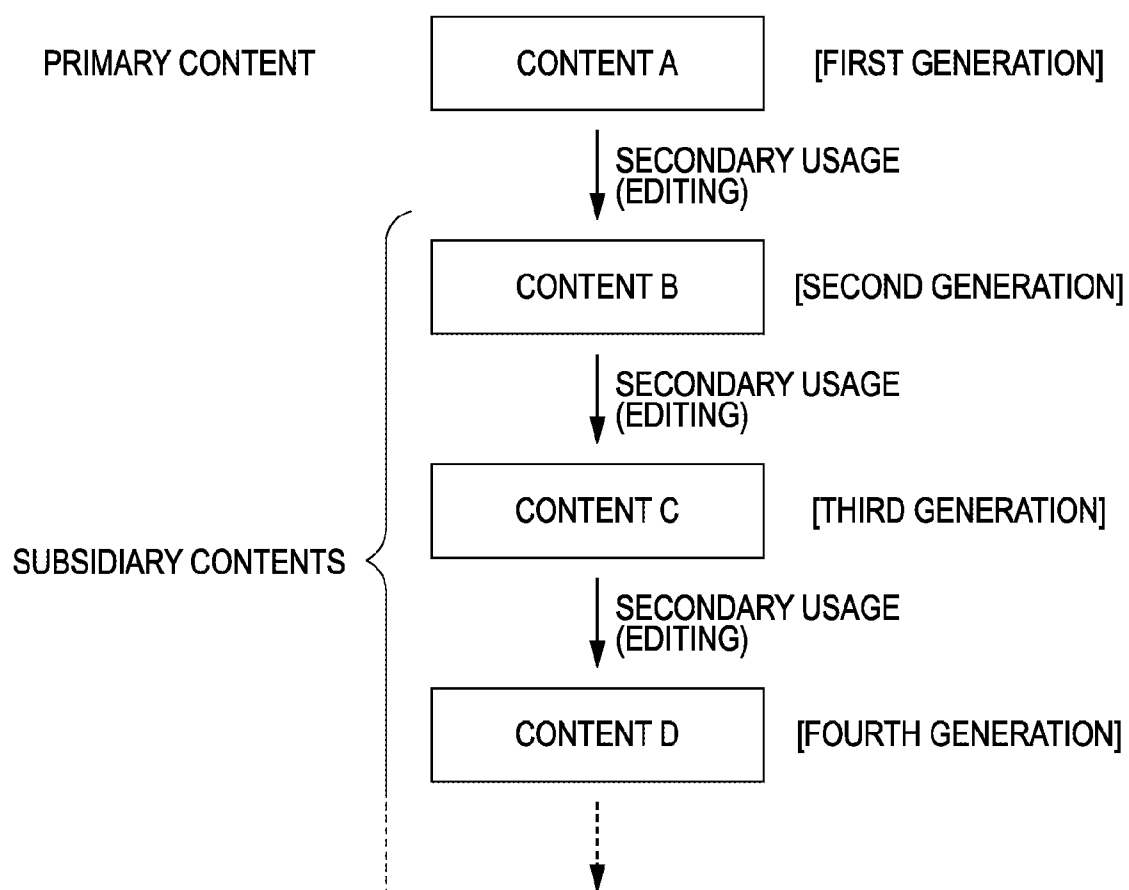 PRIMARY CONTENT
CONTENT A
[FIRST GENERATION]
SECONDARY USAGE
(EDITING)
CONTENT B
[SECOND GENERATION]
SECONDARY USAGE
(EDITING)
CONTENT C
[THIRD GENERATION]
SUBSIDIARY CONTENTS
SECONDARY USAGE
(EDITING)
CONTENT D
[FOURTH GENERATION]